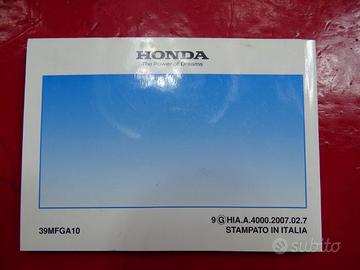 HONDA
The Power of Dreams
9 G HIA.A.4000.2007.02.7
39MFGA10 STAMPATO IN ITALIA
subito